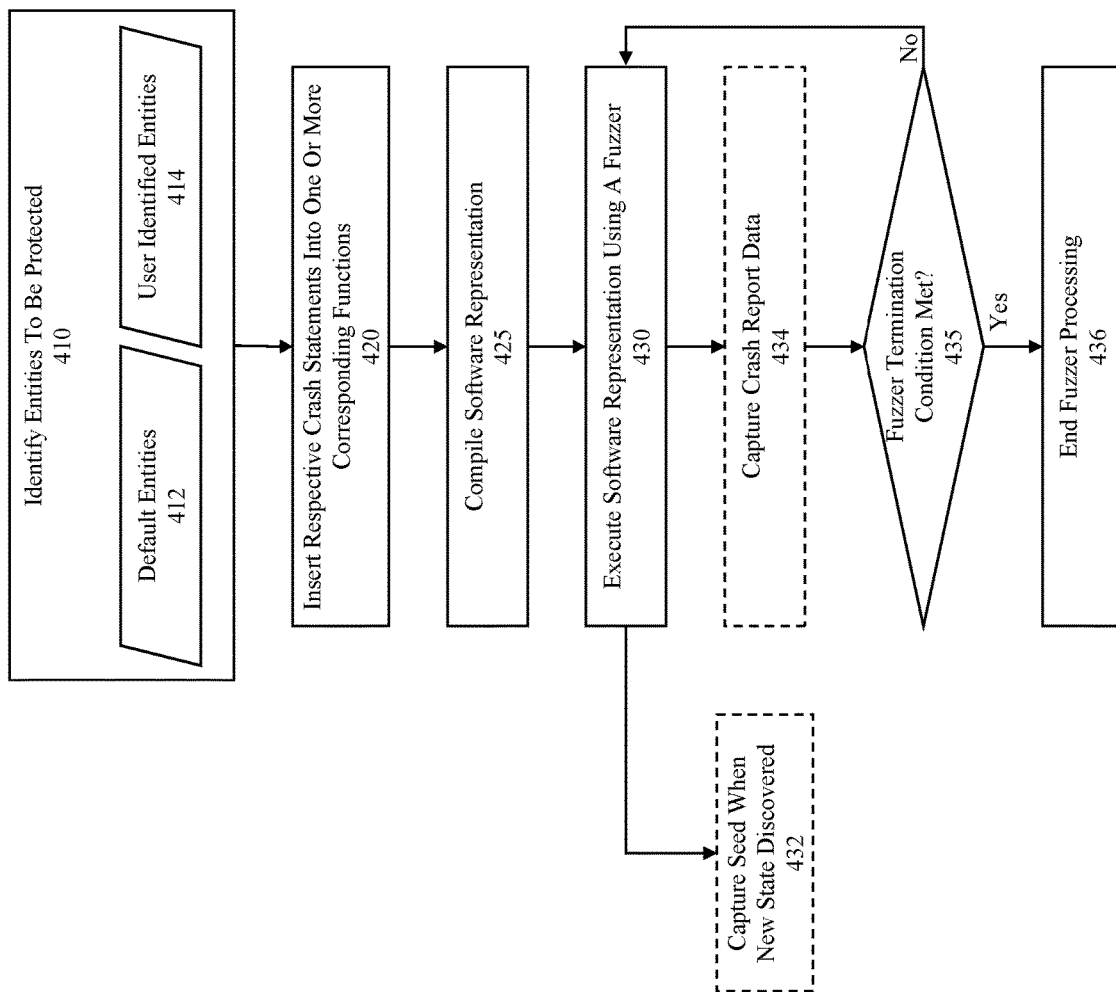 Identify Entities To Be Protected
410
Default Entities
412
User Identified Entities
414
Insert Respective Crash Statements Into One Or More
Corresponding Functions
420
Compile Software Representation
425
Execute Software Representation Using A Fuzzer
430
Capture Seed When
New State Discovered
432
Capture Crash Report Data
434
Fuzzer Termination
Condition Met?
435
No
Yes
End Fuzzer Processing
436